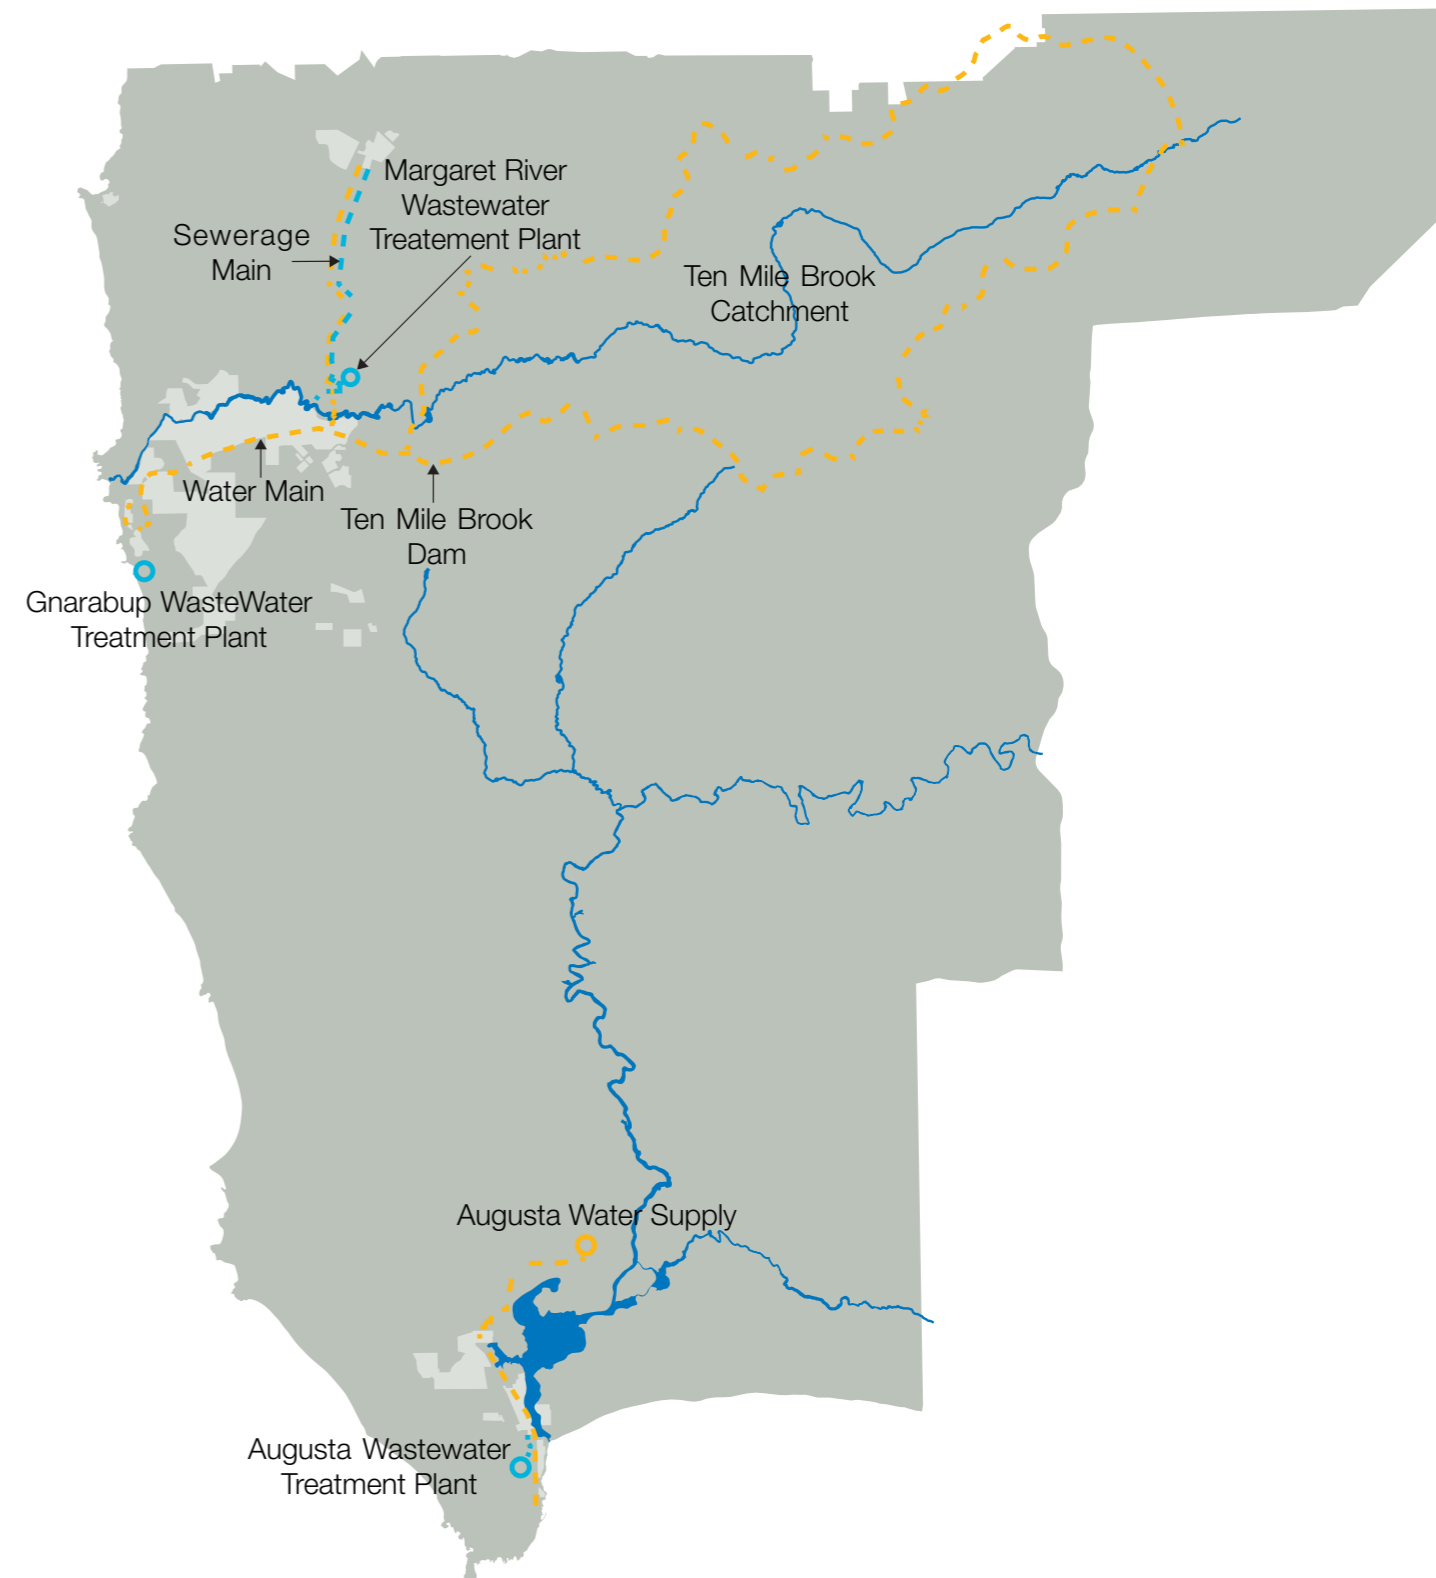 Margaret River
Wastewater
Treatement Plant
Sewerage
Main
Ten Mile Brook
Catchment
Water Main
Ten Mile Brook
Dam
Gnarabup WasteWater
Treatment Plant
Augusta Water Supply
Augusta Wastewater
Treatment Plant